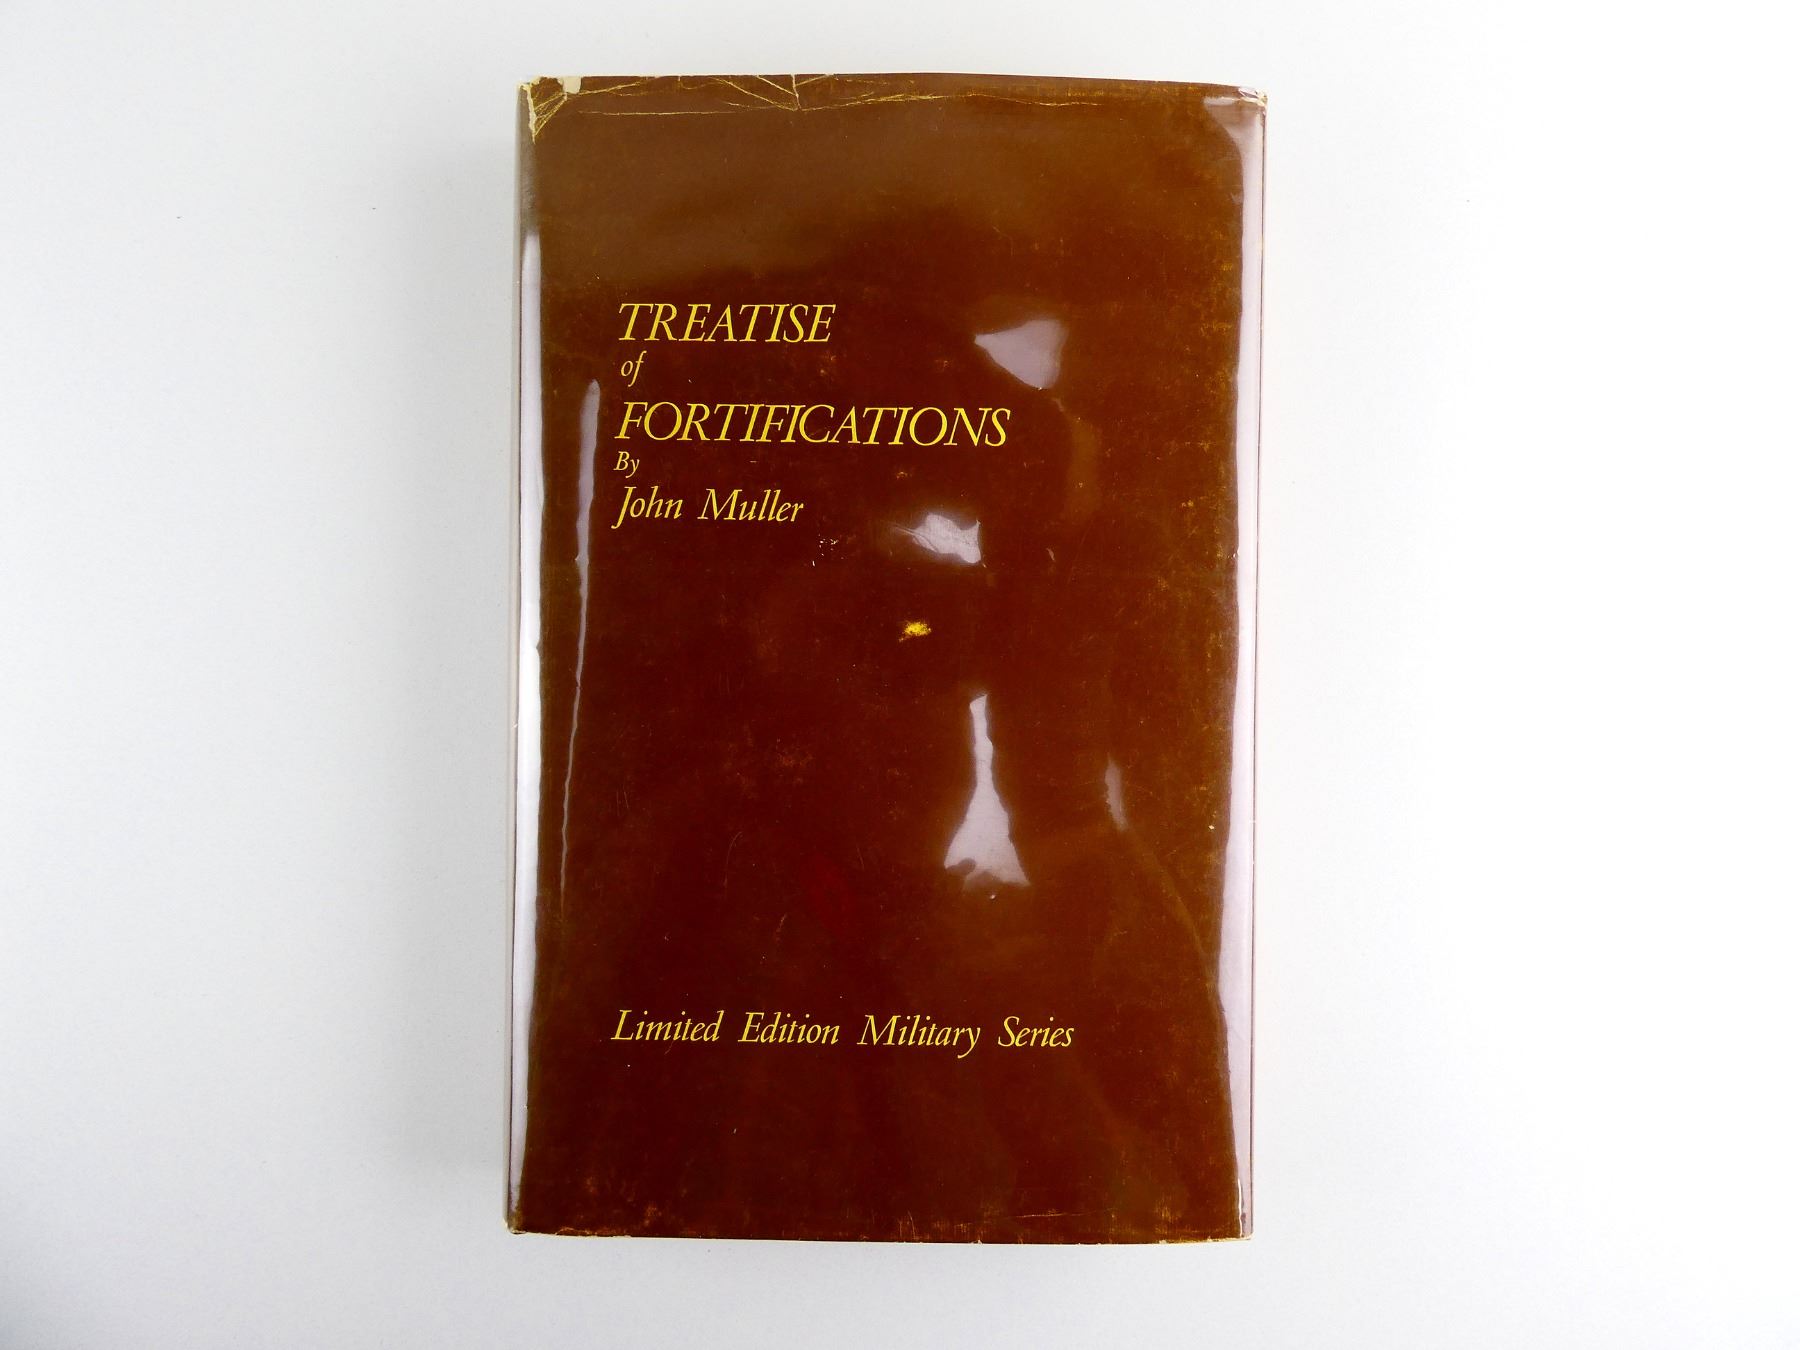 TREATISE
of
FORTIFICATIONS
By
John Muller
Limited Edition Military Series